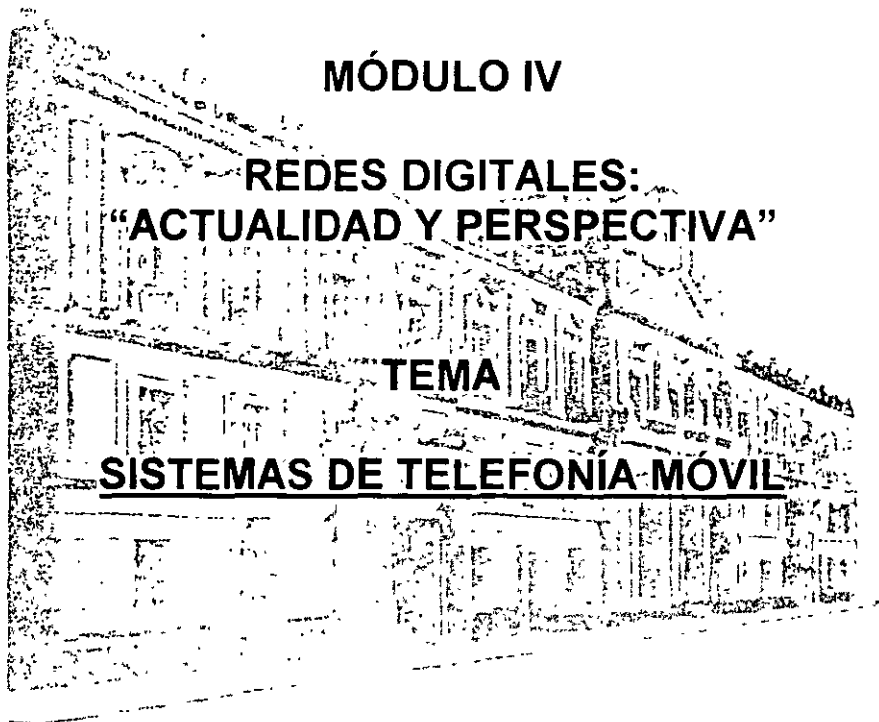 MÓDULO IV
REDES DIGITALES:
“ACTUALIDAD Y PERSPECTIVA”
TEMA
SISTEMAS DE TELEFONÍA MÓVIL